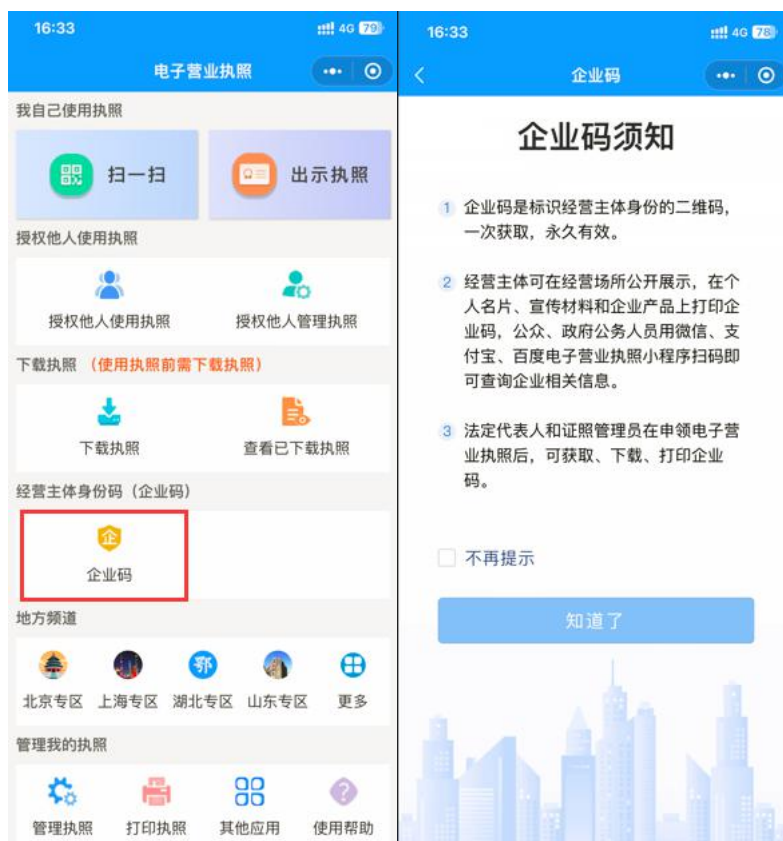 16:33
4G 79
电子营业执照
我自己使用执照
扫一扫
出示执照
授权他人使用执照
授权他人使用执照
授权他人管理执照
下载执照 (使用执照前需下载执照)
下载执照
查看已下载执照
经营主体身份码（企业码）
企
企业码
地方频道
鄂
北京专区
上海专区
湖北专区
山东专区
更多
管理我的执照
管理执照
打印执照
其他应用
使用帮助
16:33
4G 78
企业码
企业码须知
1 企业码是标识经营主体身份的二维码，
一次获取，永久有效。
2 经营主体可在经营场所公开展示，在个
人名片、宣传材料和企业产品上打印企
业码，公众、政府公务人员用微信、支
付宝、百度电子营业执照小程序扫码即
可查询企业相关信息。
3 法定代表人和证照管理员在申领电子营
业执照后，可获取、下载、打印企业
码。
不再提示
知道了